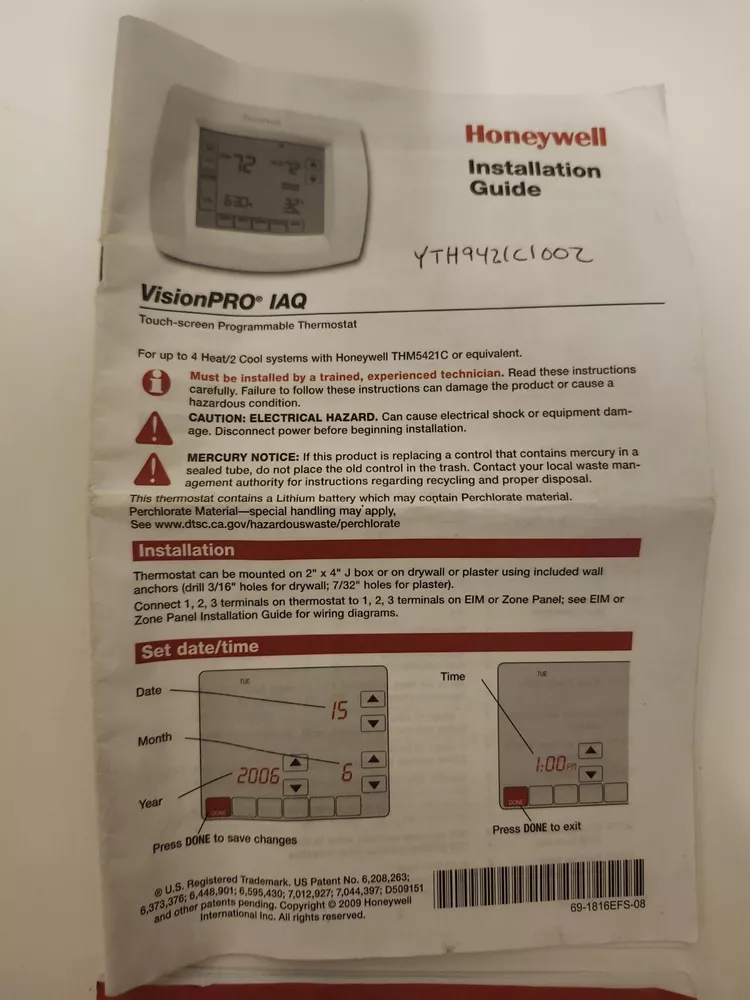 Honeywell
Installation
Guide
72
72
6:30
YTH9421C1002
VisionPRO® IAQ
Touch-screen Programmable Thermostat
For up to 4 Heat/2 Cool systems with Honeywell THM5421C or equivalent.
Must be installed by a trained, experienced technician. Read these instructions
carefully. Failure to follow these instructions can damage the product or cause a
hazardous condition.
CAUTION: ELECTRICAL HAZARD. Can cause electrical shock or equipment dam-
age. Disconnect power before beginning installation.
MERCURY NOTICE: If this product is replacing a control that contains mercury in a
sealed tube, do not place the old control in the trash. Contact your local waste man-
agement authority for instructions regarding recycling and proper disposal.
This thermostat contains a Lithium battery which may contain Perchlorate material.
Perchlorate Material—special handling may apply,
See www.dtsc.ca.gov/hazardouswaste/perchlorate
Installation
Thermostat can be mounted on 2" x 4" J box or on drywall or plaster using included wall
anchors (drill 3/16" holes for drywall; 7/32" holes for plaster).
Connect 1, 2, 3 terminals on thermostat to 1, 2, 3 terminals on EIM or Zone Panel; see EIM or
Zone Panel Installation Guide for wiring diagrams.
Set date/time
Date
TUE
15
Month
2006
6
Year
DONE
Press DONE to save changes
Time
TUE
1:00PM
DONE
Press DONE to exit
® U.S. Registered Trademark. US Patent No. 6,208,263;
6,373,376; 6,448,901; 6,595,430; 7,012,927; 7,044,397; D509151
and other patents pending. Copyright © 2009 Honeywell
International Inc. All rights reserved.
69-1816EFS-08